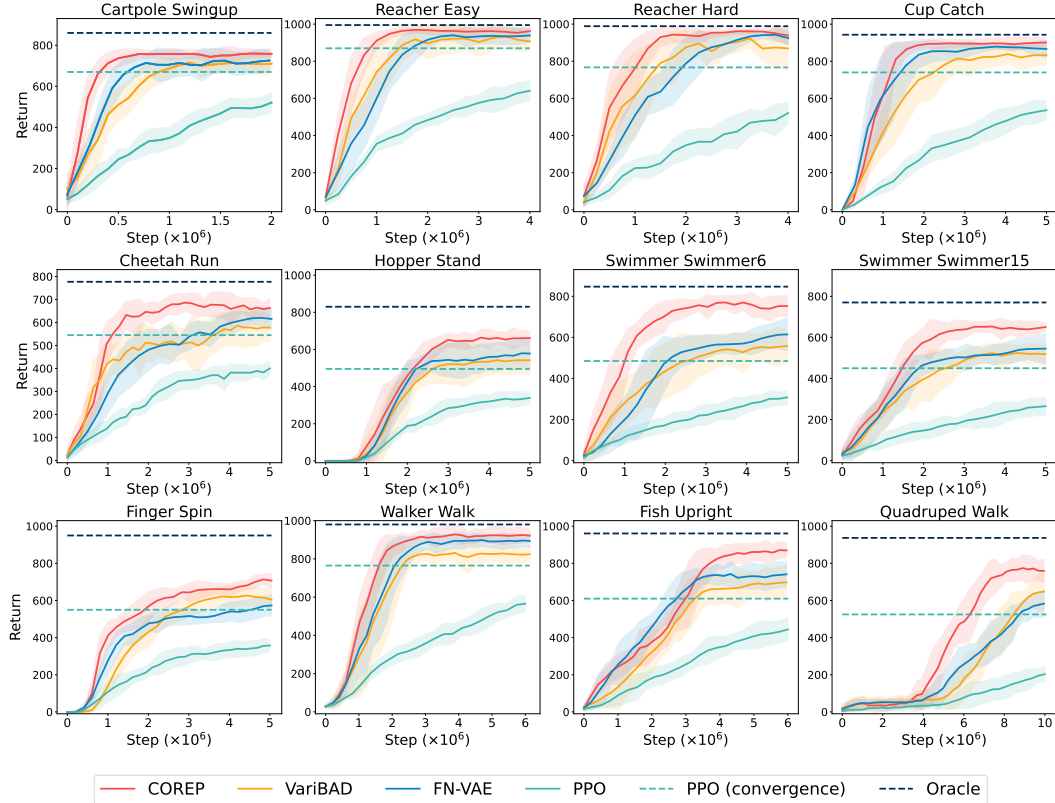 Cartpole Swingup
Reacher Easy
Reacher Hard
Cup Catch
Return
0 200 400 600 800
0 200 400 600 800 1000
0 200 400 600 800 1000
0 200 400 600 800 1000
0 0.5 1 1.5 2
0 1 2 3 4
0 1 2 3 4
0 1 2 3 4 5
Step (×10⁶)
Step (×10⁶)
Step (×10⁶)
Step (×10⁶)
Cheetah Run
Hopper Stand
Swimmer Swimmer6
Swimmer Swimmer15
Return
0 100 200 300 400 500 600 700 800
0 200 400 600 800 1000
0 200 400 600 800
0 200 400 600 800
0 1 2 3 4 5
0 1 2 3 4 5
0 1 2 3 4 5
0 1 2 3 4 5
Step (×10⁶)
Step (×10⁶)
Step (×10⁶)
Step (×10⁶)
Finger Spin
Walker Walk
Fish Upright
Quadruped Walk
Return
0 200 400 600 800 1000
0 200 400 600 800 1000
0 200 400 600 800 1000
0 200 400 600 800 1000
0 1 2 3 4 5
0 1 2 3 4 5 6
0 1 2 3 4 5 6
0 2 4 6 8 10
Step (×10⁶)
Step (×10⁶)
Step (×10⁶)
Step (×10⁶)
COREP VariBAD FN-VAE PPO PPO (convergence) Oracle